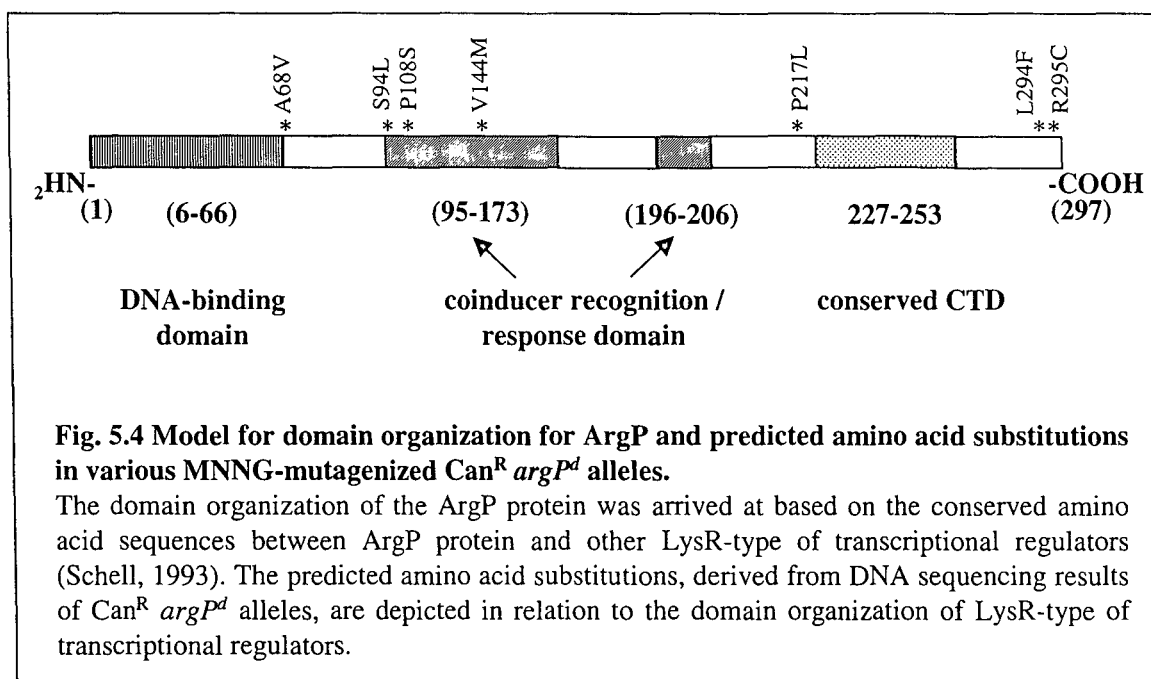 A68V S94L P108S V144M P217L L294F R295C
* * * * * * *
₂HN- -COOH
(1) (6-66) (95-173) (196-206) 227-253 (297)
DNA-binding coinducer recognition / conserved CTD
domain response domain
Fig. 5.4 Model for domain organization for ArgP and predicted amino acid substitutions
in various MNNG-mutagenized Canᴿ argPᵈ alleles.
The domain organization of the ArgP protein was arrived at based on the conserved amino
acid sequences between ArgP protein and other LysR-type of transcriptional regulators
(Schell, 1993). The predicted amino acid substitutions, derived from DNA sequencing results
of Canᴿ argPᵈ alleles, are depicted in relation to the domain organization of LysR-type of
transcriptional regulators.